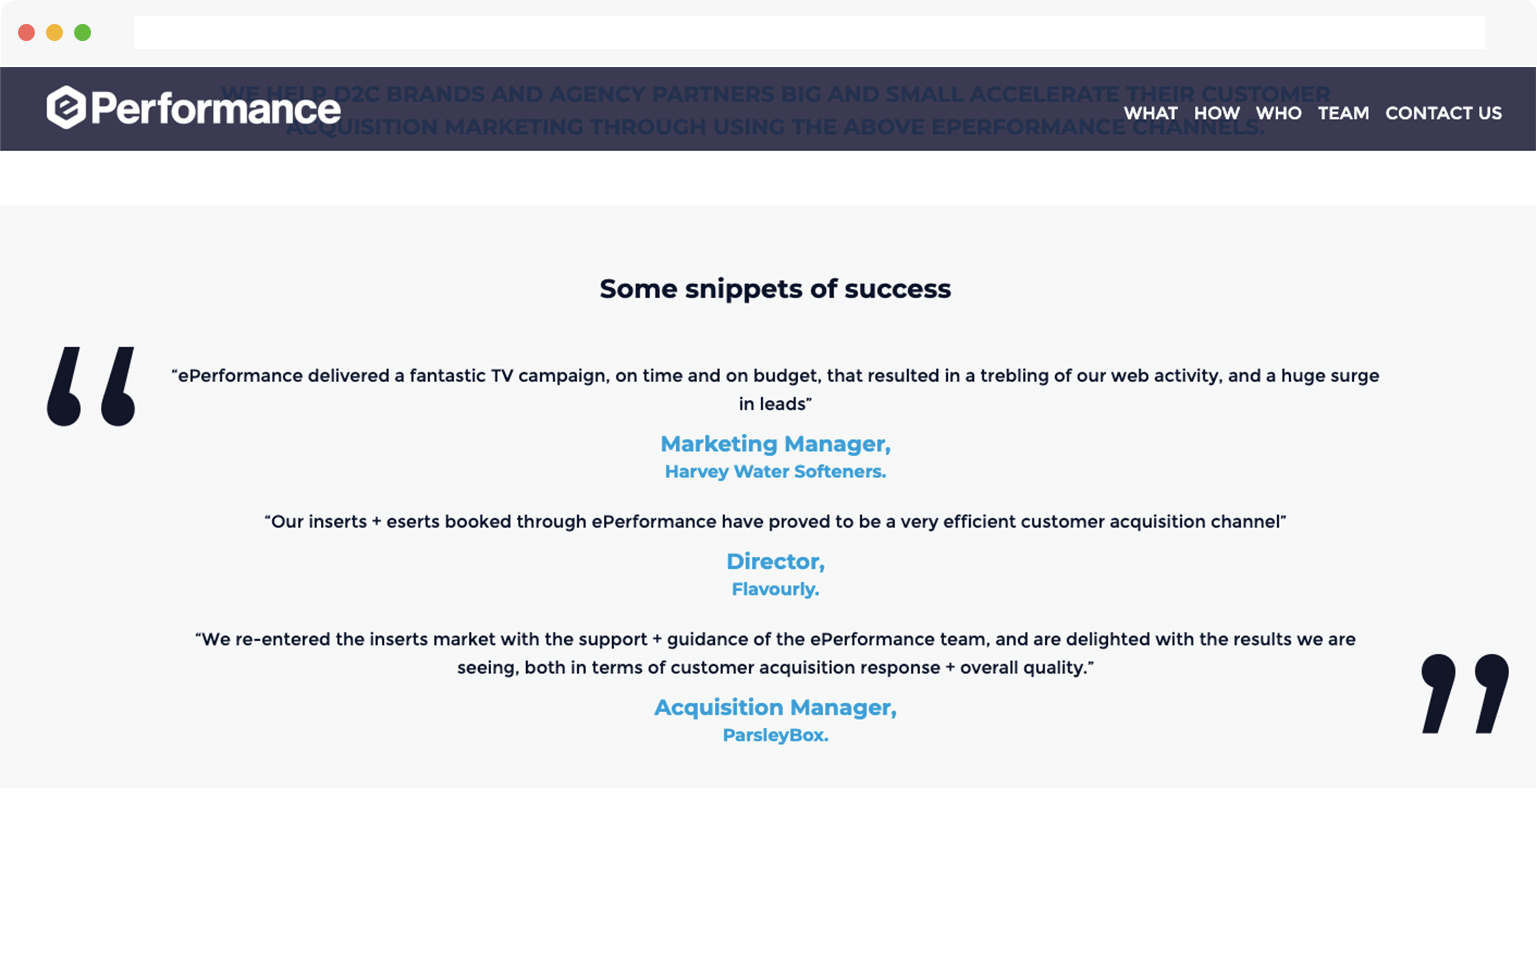 WE HELP D2C BRANDS AND AGENCY PARTNERS BIG AND SMALL ACCELERATE THEIR CUSTOMER
ACQUISITION MARKETING THROUGH USING THE ABOVE EPERFORMANCE CHANNELS.
ePerformance
WHAT HOW WHO TEAM CONTACT US
Some snippets of success
“ePerformance delivered a fantastic TV campaign, on time and on budget, that resulted in a trebling of our web activity, and a huge surge
in leads”
Marketing Manager,
Harvey Water Softeners.
“Our inserts + eserts booked through ePerformance have proved to be a very efficient customer acquisition channel”
Director,
Flavourly.
“We re-entered the inserts market with the support + guidance of the ePerformance team, and are delighted with the results we are
seeing, both in terms of customer acquisition response + overall quality.”
Acquisition Manager,
ParsleyBox.